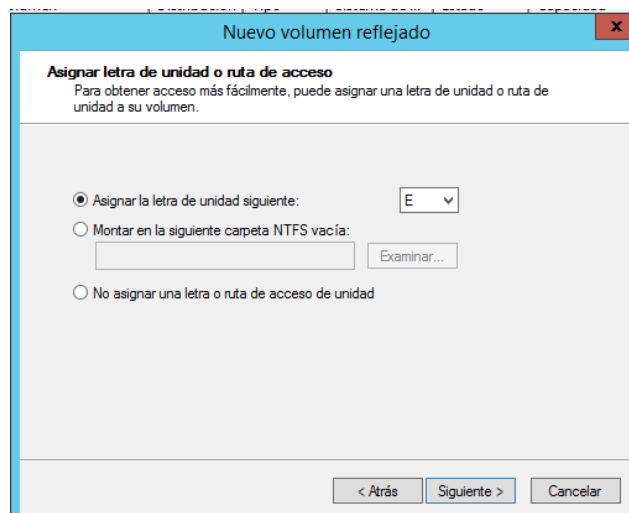 Nuevo volumen reflejado
x
Asignar letra de unidad o ruta de acceso
Para obtener acceso más fácilmente, puede asignar una letra de unidad o ruta de
unidad a su volumen.
Asignar la letra de unidad siguiente: E
Montar en la siguiente carpeta NTFS vacía:
Examinar...
No asignar una letra o ruta de acceso de unidad
< Atrás Siguiente > Cancelar